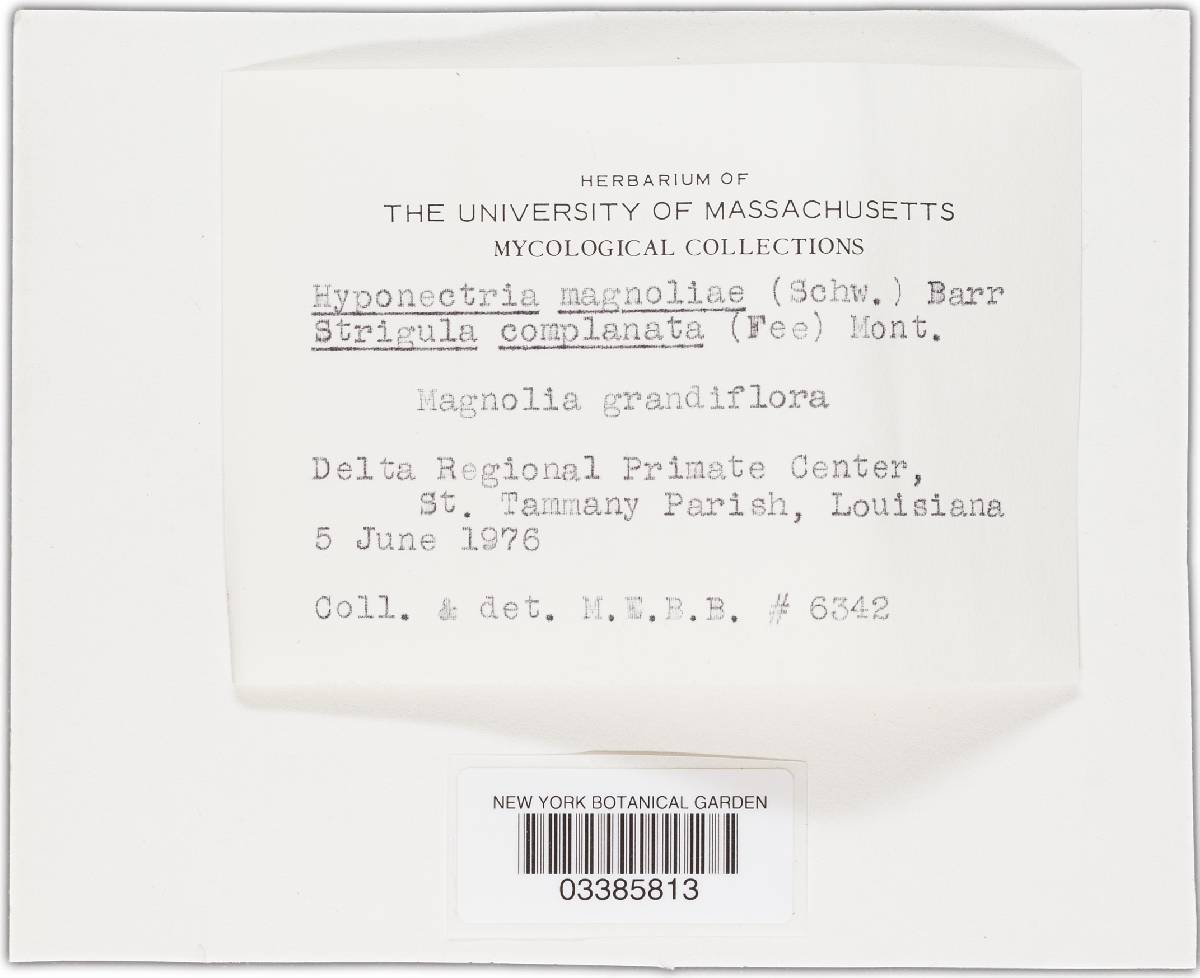 HERBARIUM OF
THE UNIVERSITY OF MASSACHUSETTS
MYCOLOGICAL COLLECTIONS
Hyponectria magnoliae (Schw.) Barr
Strigula complanata (Fee) Mont.
Magnolia grandiflora
Delta Regional Primate Center,
St. Tammany Parish, Louisiana
5 June 1976
Coll. & det. M.E.B.B. # 6342
NEW YORK BOTANICAL GARDEN
03385813